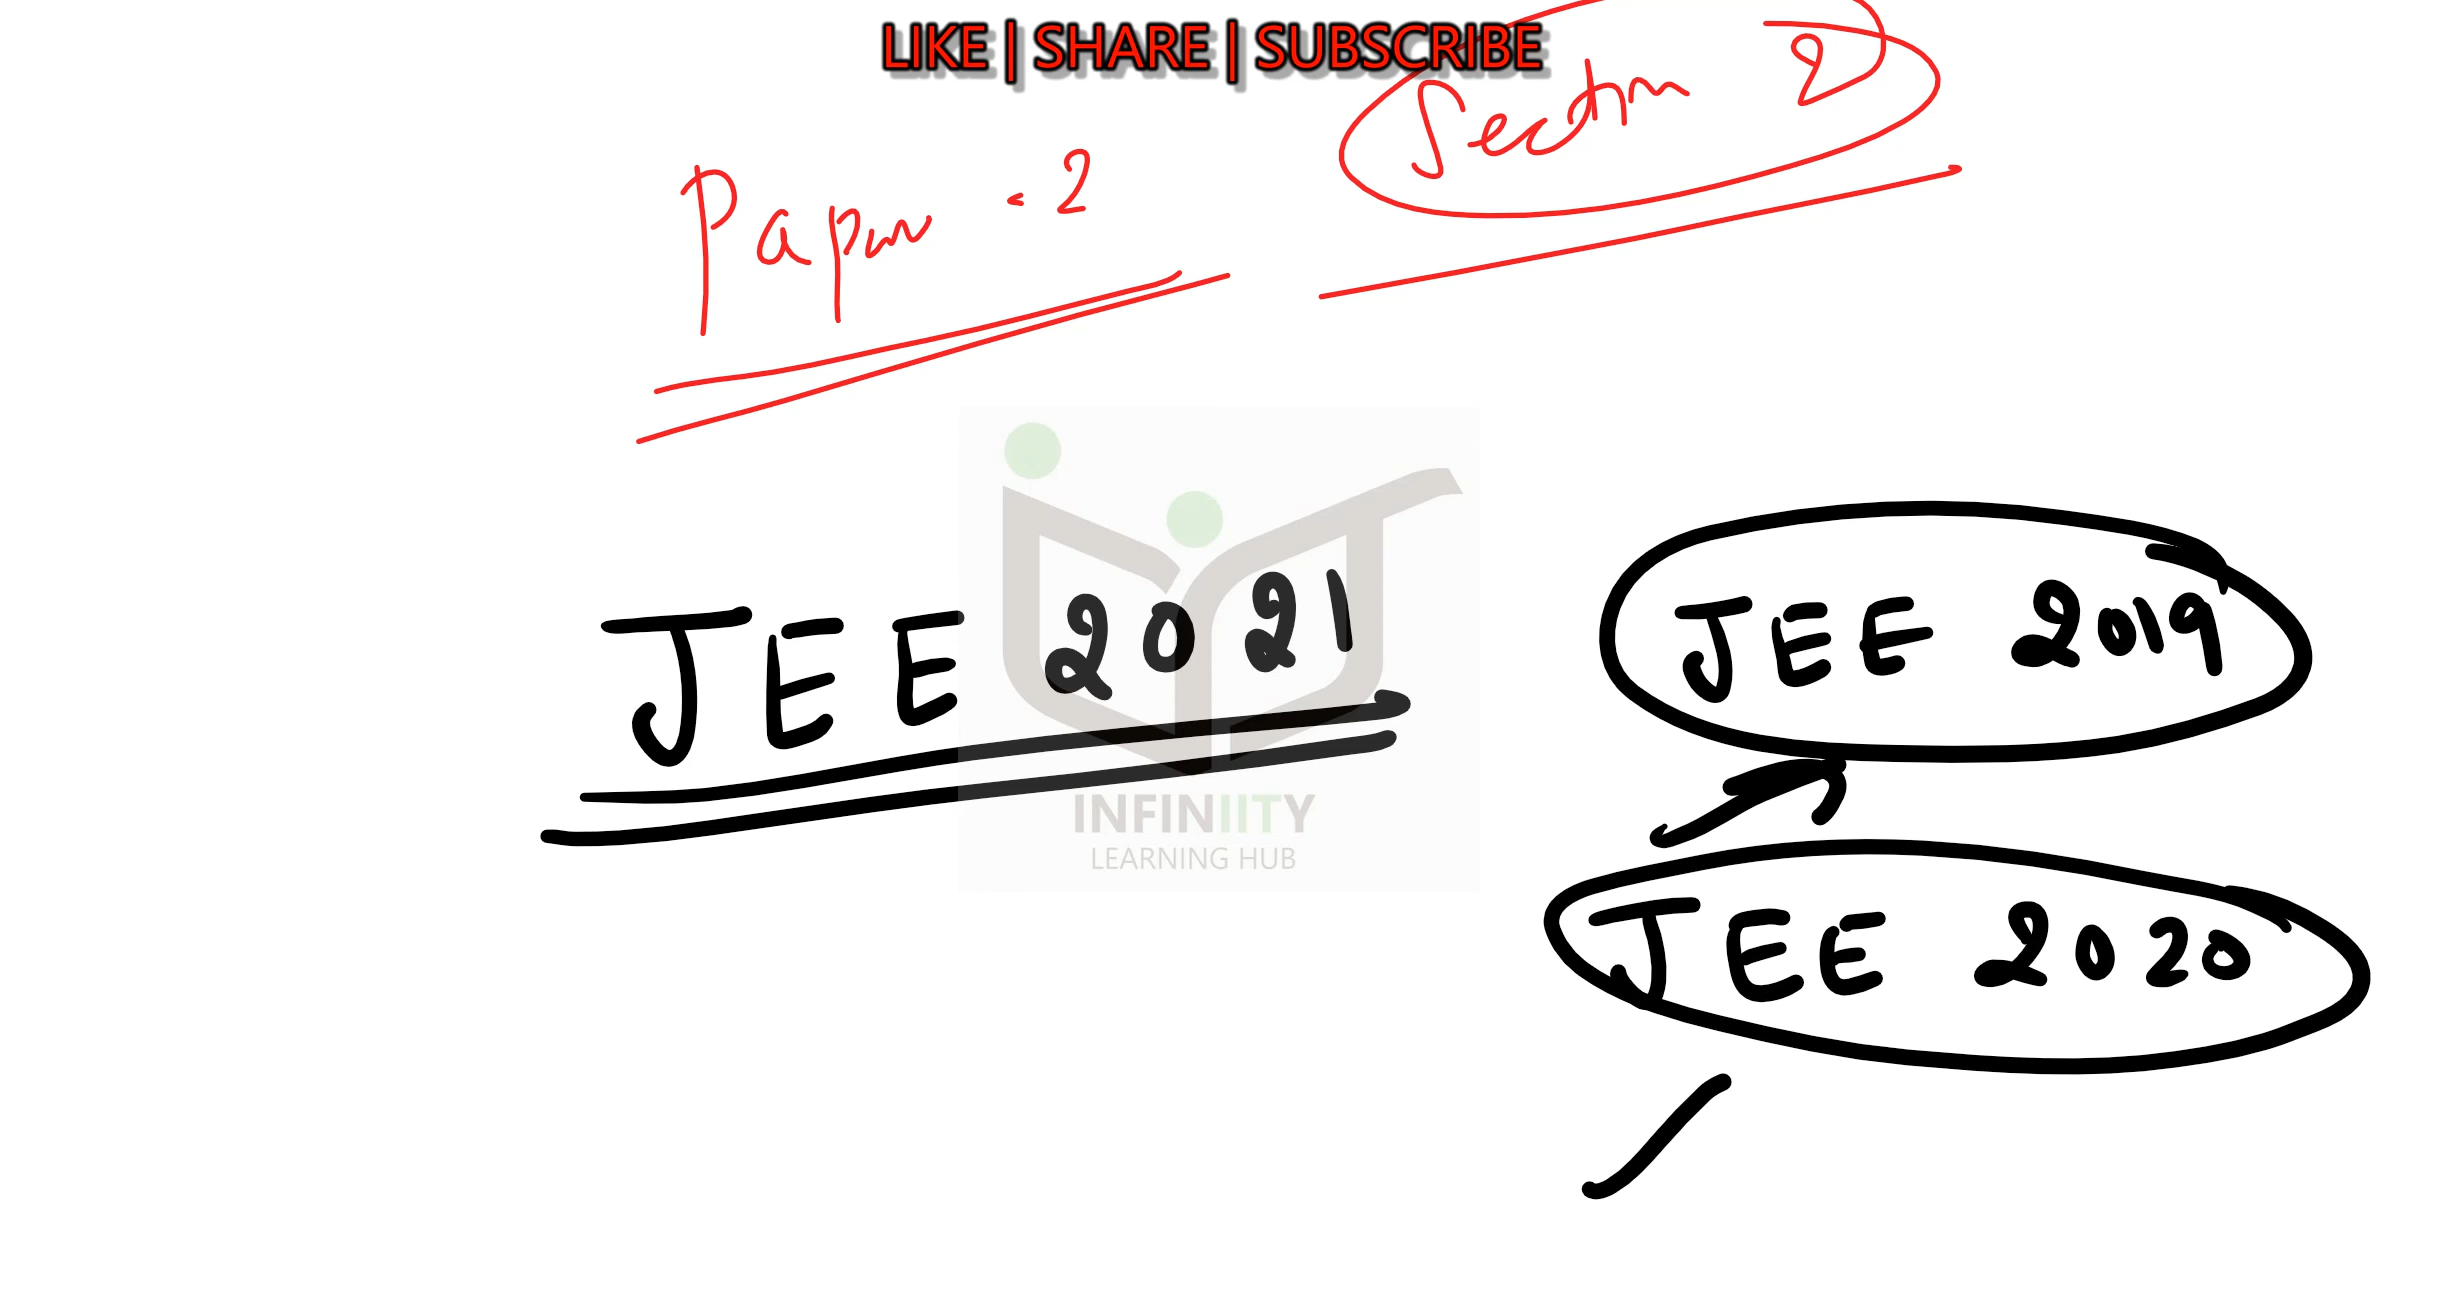 LIKE | SHARE | SUBSCRIBE
Section 2
Paper - 2
JEE 2021
JEE 2019
INFINIITY
LEARNING HUB
JEE 2020